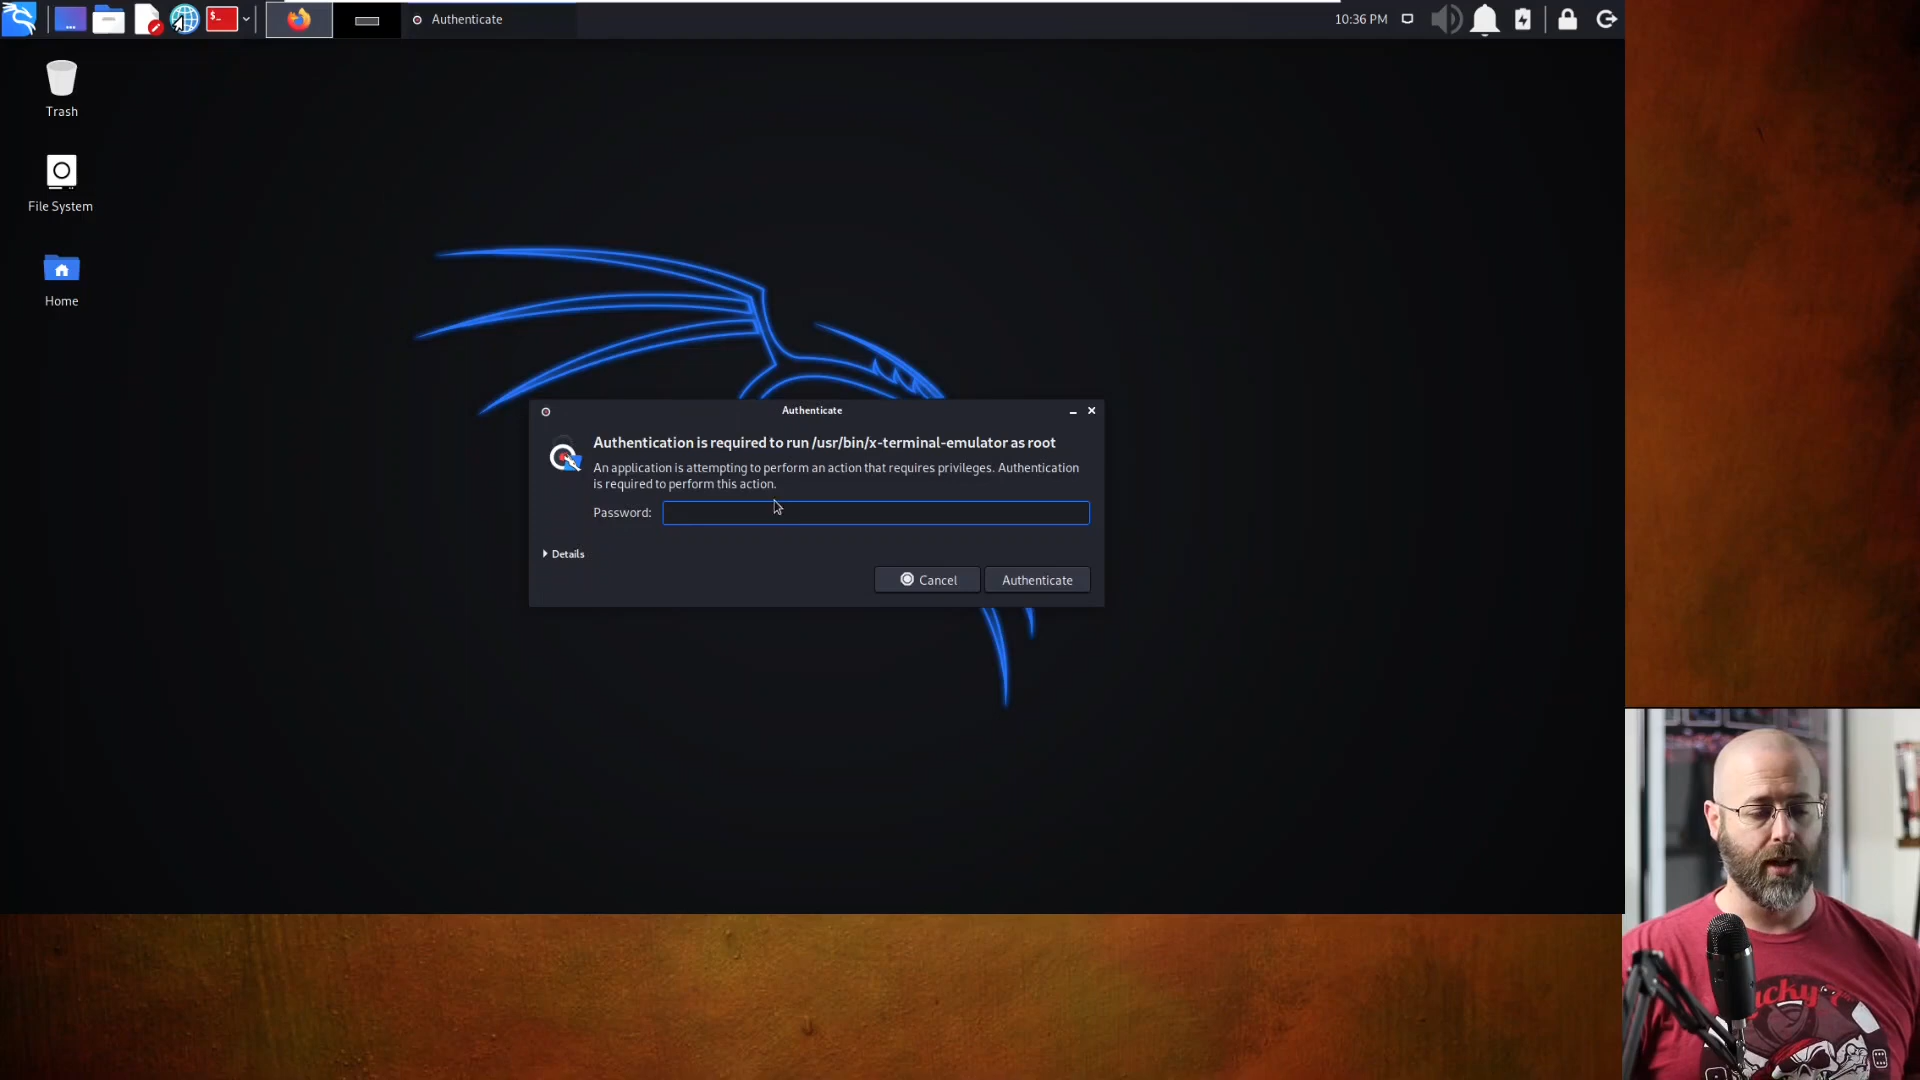 Authenticate
10:36 PM
Trash
File System
Home
Authenticate
Authentication is required to run /usr/bin/x-terminal-emulator as root
An application is attempting to perform an action that requires privileges. Authentication
is required to perform this action.
Password:
Details
Cancel
Authenticate